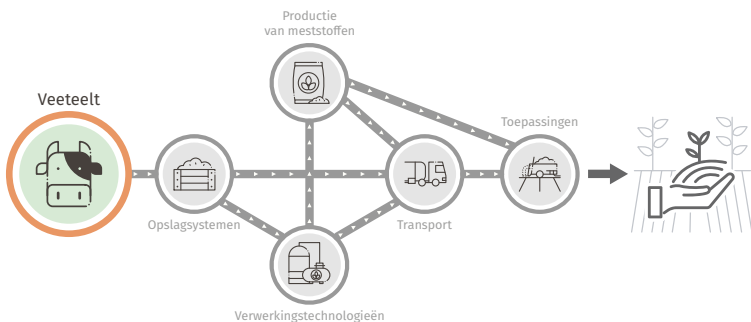 Productie
van meststoffen
Veeteelt
Toepassingen
Opslagsystemen
Transport
Verwerkingstechnologieën